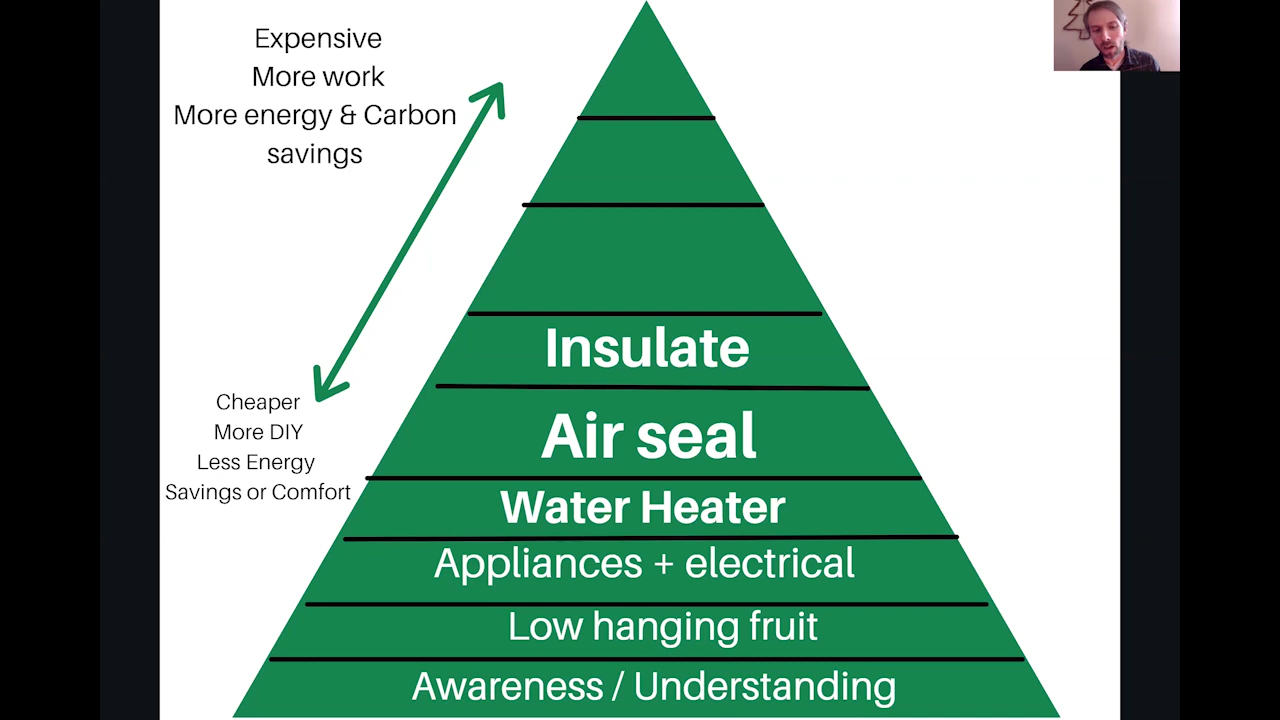 Expensive
More work
More energy & Carbon
savings
Cheaper
More DIY
Less Energy
Savings or Comfort
Insulate
Air seal
Water Heater
Appliances + electrical
Low hanging fruit
Awareness / Understanding